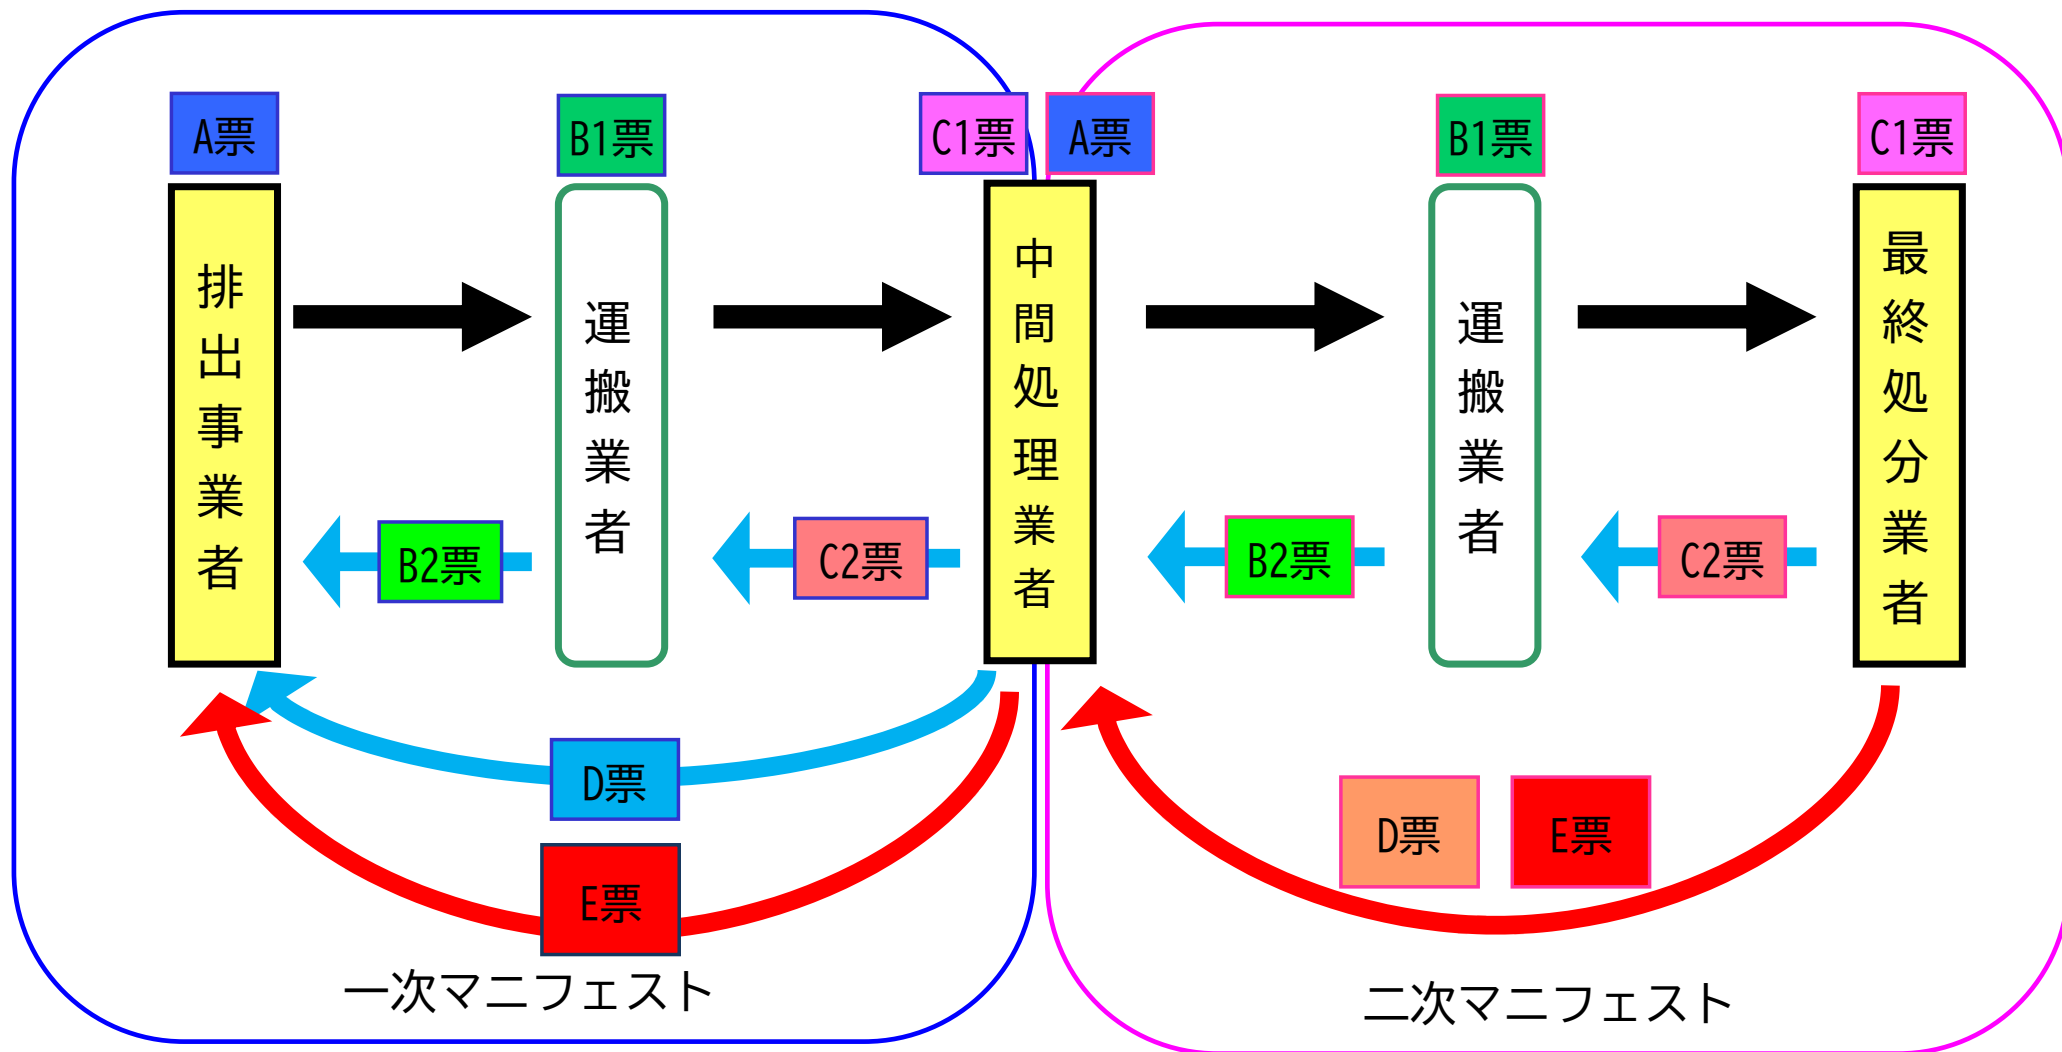 A票
B1票
C1票
A票
B1票
C1票
排出事業者
運搬業者
中間処理業者
運搬業者
最終処分業者
B2票
C2票
B2票
C2票
D票
E票
D票
E票
一次マニフェスト
二次マニフェスト